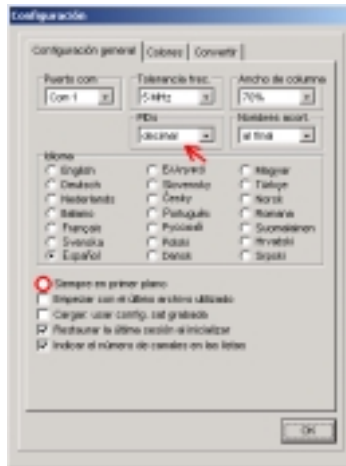 Configuración
Configuración general Colores Convertir
Puerto com Tolerancia frec. Ancho de columna
Com 1 5 MHz 70%
PIDs Nombres acort.
decimal al final
Idioma
English Ελληνικά Magyar
Deutsch Slovensky Türkçe
Nederlands Česky Norsk
Italiano Português Romana
Français Русский Suomalainen
Svenska Polski Hrvatski
Español Dansk Srpski
Siempre en primer plano
Empezar con el último archivo utilizado
Cargar: usar config. sat grabada
Restaurar la última sesión al inicializar
Indicar el número de canales en las listas
OK